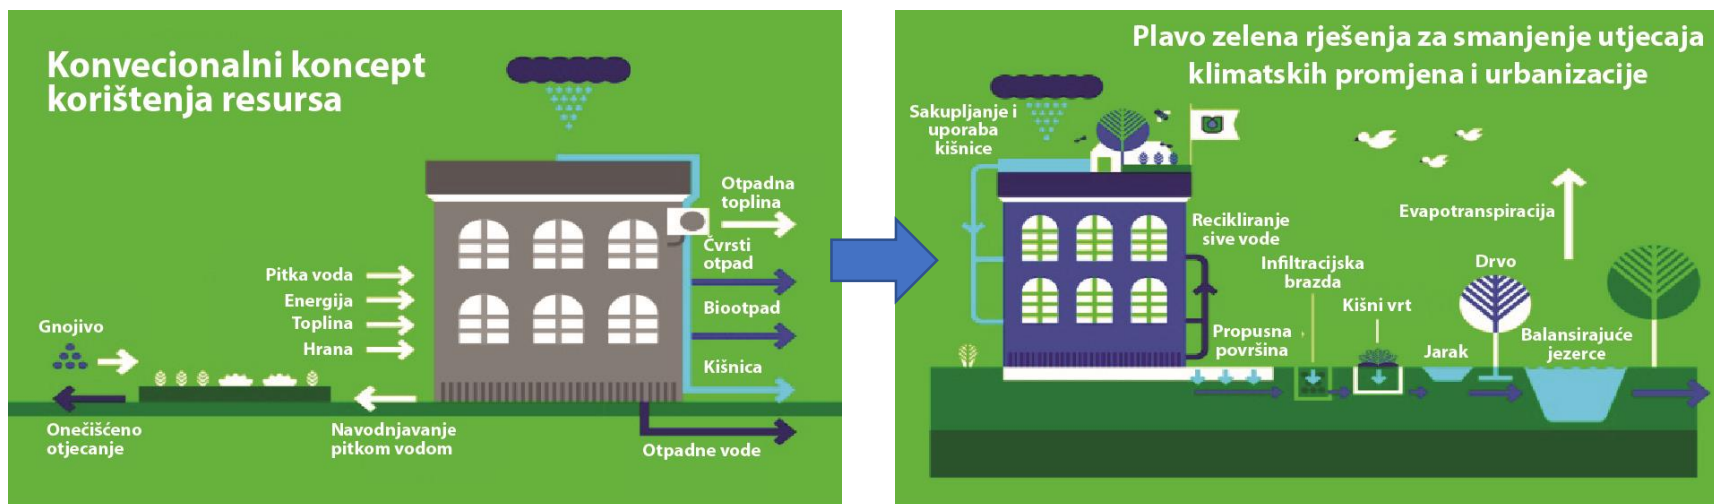 Konvecionalni koncept
korištenja resursa
Otpadna
toplina
Čvrsti
otpad
Pitka voda
Energija
Toplina
Hrana
Biootpad
Gnojivo
Kišnica
Onečišćeno
otjecanje
Navodnjavanje
pitkom vodom
Otpadne vode
Plavo zelena rješenja za smanjenje utjecaja
klimatskih promjena i urbanizacije
Sakupljanje i
uporaba
kišnice
Evapotranspiracija
Recikliranje
sive vode
Infiltracijska
brazda
Drvo
Kišni vrt
Propusna
površina
Jarak
Balansirajuće
jezerce